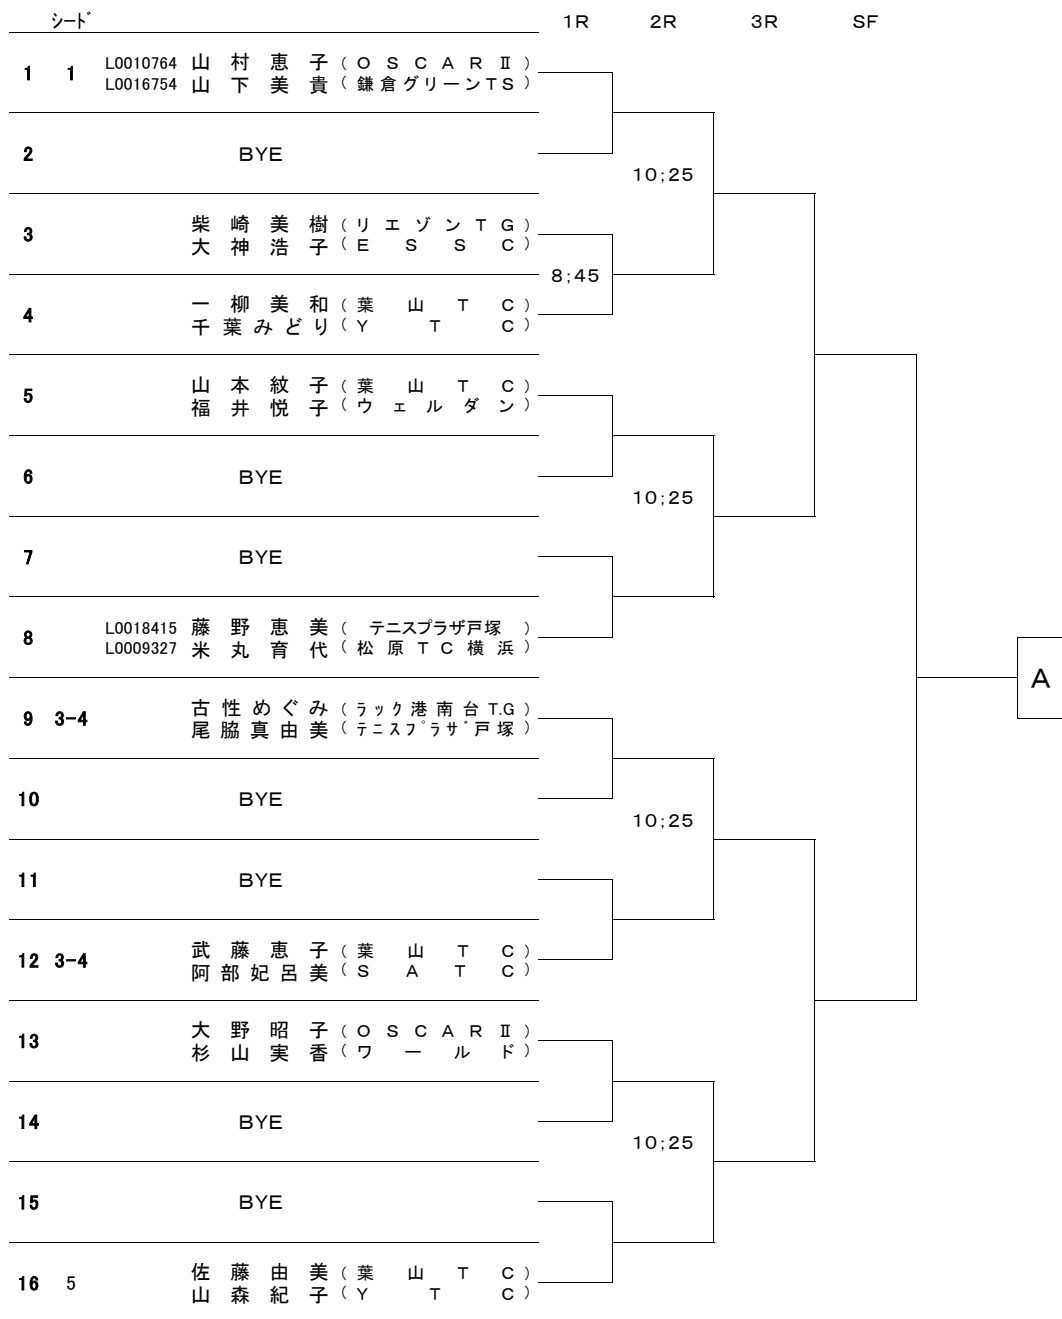 シード 1R 2R 3R SF
1 1 L0010764 山村恵子(OSCARⅡ)
L0016754 山下美貴(鎌倉グリーンTS)
2 BYE
10;25
3 柴崎美樹(リエゾンTG)
大神浩子(ESSC)
8;45
4 一柳美和(葉山TC)
千葉みどり(YTC)
5 山本紋子(葉山TC)
福井悦子(ウェルダン)
6 BYE
10;25
7 BYE
8 L0018415 藤野恵美(テニスプラザ戸塚)
L0009327 米丸育代(松原TC横浜)
A
9 3-4 古性めぐみ(ラック港南台T.G)
尾脇真由美(テニスプラザ戸塚)
10 BYE
10;25
11 BYE
12 3-4 武藤恵子(葉山TC)
阿部妃呂美(SATC)
13 大野昭子(OSCARⅡ)
杉山実香(ワールド)
14 BYE
10;25
15 BYE
16 5 佐藤由美(葉山TC)
山森紀子(YTC)